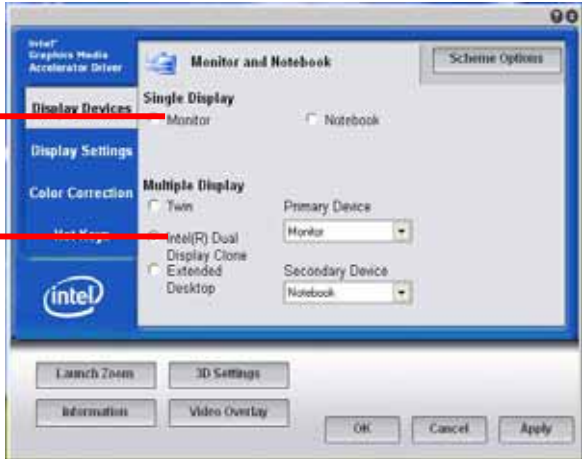 Intel®
Graphics Media
Accelerator Driver
Monitor and Notebook
Scheme Options
Display Devices
Single Display
Monitor
Notebook
Display Settings
Color Correction
Multiple Display
Twin
Primary Device
Hot Keys
Intel(R) Dual
Display Clone
Monitor
Extended
Desktop
Secondary Device
Notebook
intel
Launch Zoom
3D Settings
Information
Video Overlay
OK
Cancel
Apply